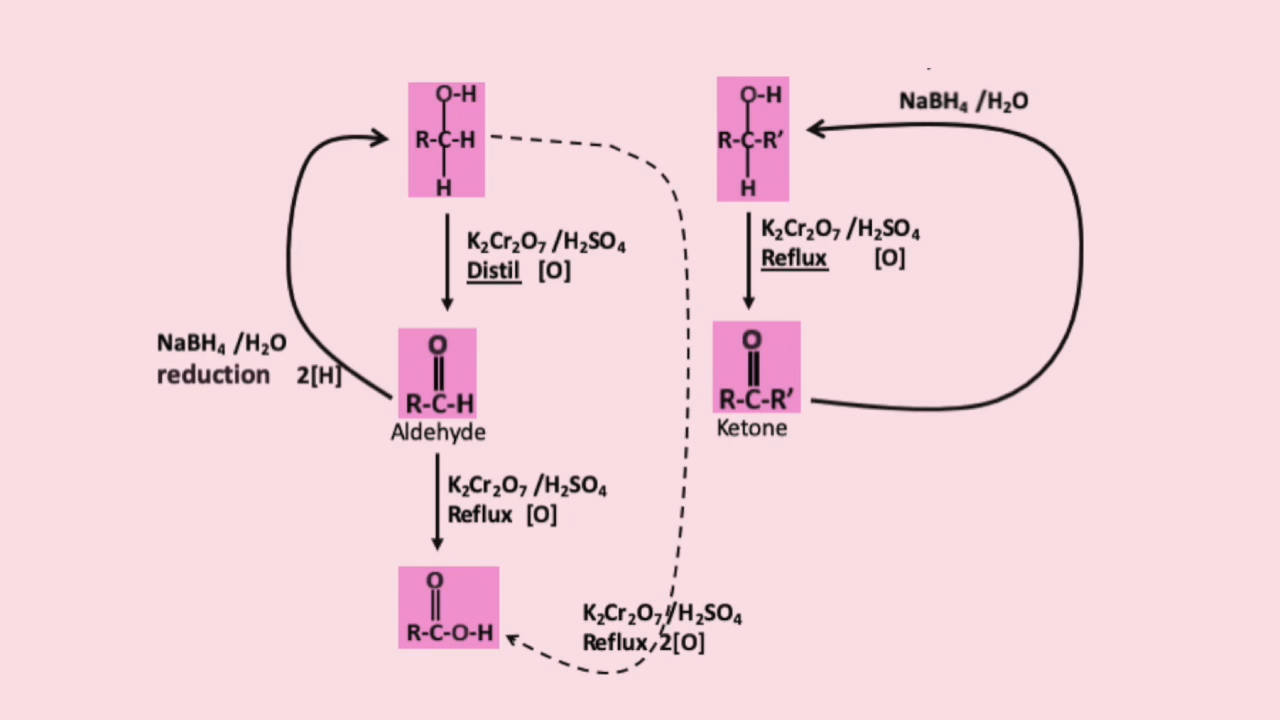 O-H
R-C-H
H
K₂Cr₂O₇ /H₂SO₄
Distil [O]
NaBH₄ /H₂O
reduction 2[H]
O
R-C-H
Aldehyde
K₂Cr₂O₇ /H₂SO₄
Reflux [O]
O
R-C-O-H
K₂Cr₂O₇/H₂SO₄
Reflux 2[O]
O-H
R-C-R’
H
NaBH₄ /H₂O
K₂Cr₂O₇ /H₂SO₄
Reflux [O]
O
R-C-R’
Ketone